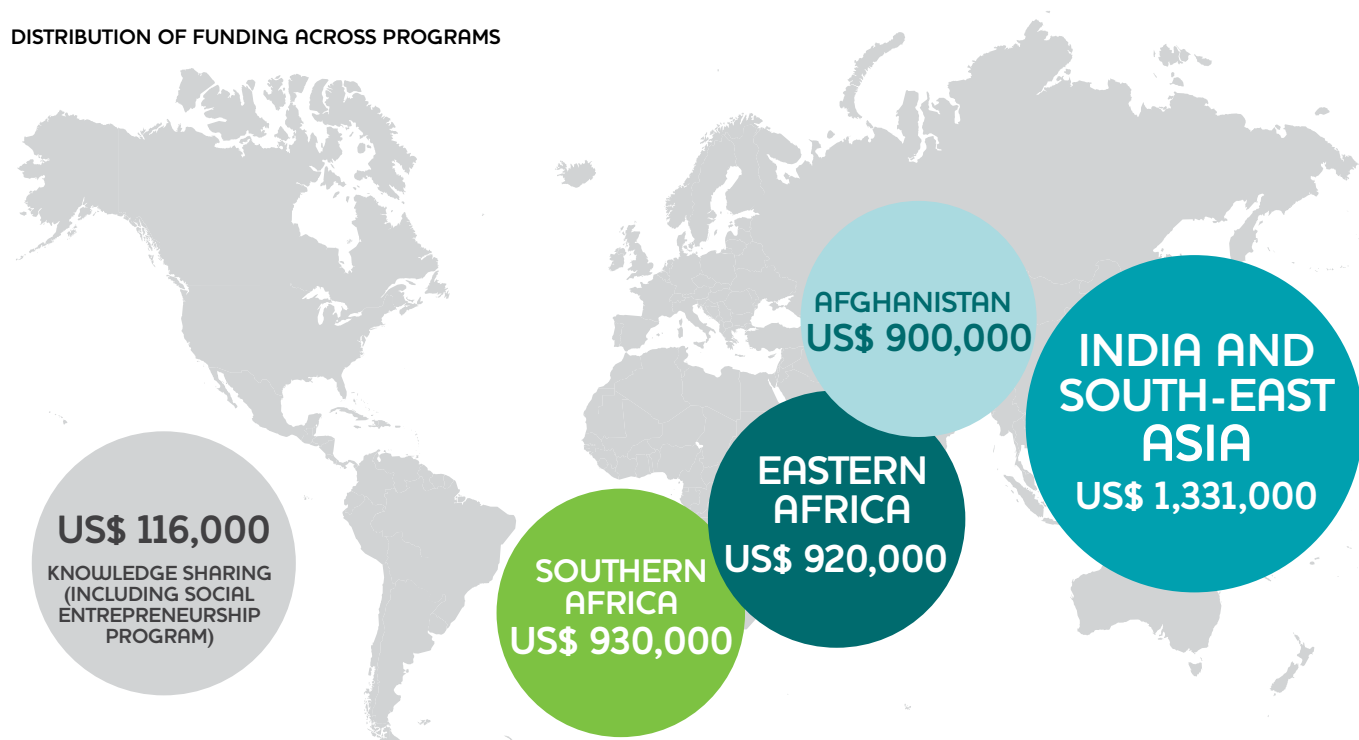 DISTRIBUTION OF FUNDING ACROSS PROGRAMS
AFGHANISTAN
US$ 900,000
INDIA AND
SOUTH-EAST
ASIA
US$ 1,331,000
EASTERN
AFRICA
US$ 920,000
SOUTHERN
AFRICA
US$ 930,000
US$ 116,000
KNOWLEDGE SHARING
(INCLUDING SOCIAL
ENTREPRENEURSHIP
PROGRAM)